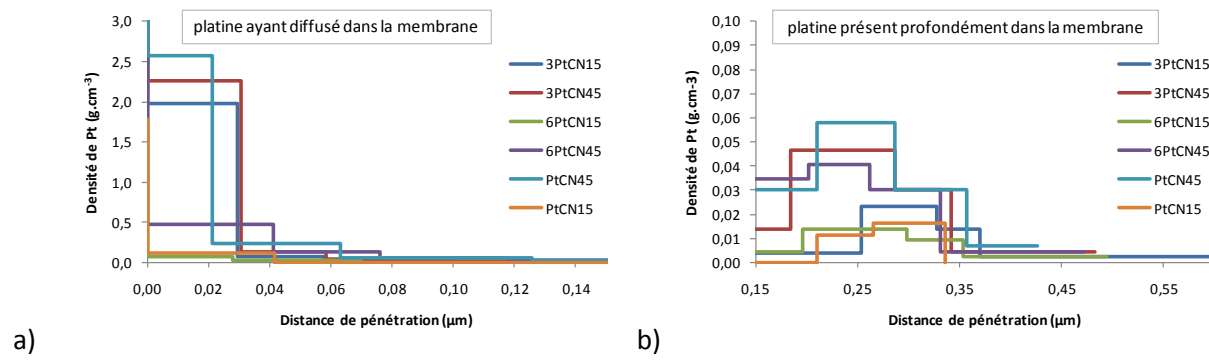 platine ayant diffusé dans la membrane
Densité de Pt (g.cm-3)
3,0
2,5
2,0
1,5
1,0
0,5
0,0
0,00 0,02 0,04 0,06 0,08 0,10 0,12 0,14
Distance de pénétration (µm)
3PtCN15
3PtCN45
6PtCN15
6PtCN45
PtCN45
PtCN15
a)
platine présent profondément dans la membrane
Densité de Pt (g.cm-3)
0,10
0,09
0,08
0,07
0,06
0,05
0,04
0,03
0,02
0,01
0,00
0,15 0,25 0,35 0,45 0,55
Distance de pénétration (µm)
3PtCN15
3PtCN45
6PtCN15
6PtCN45
PtCN45
PtCN15
b)